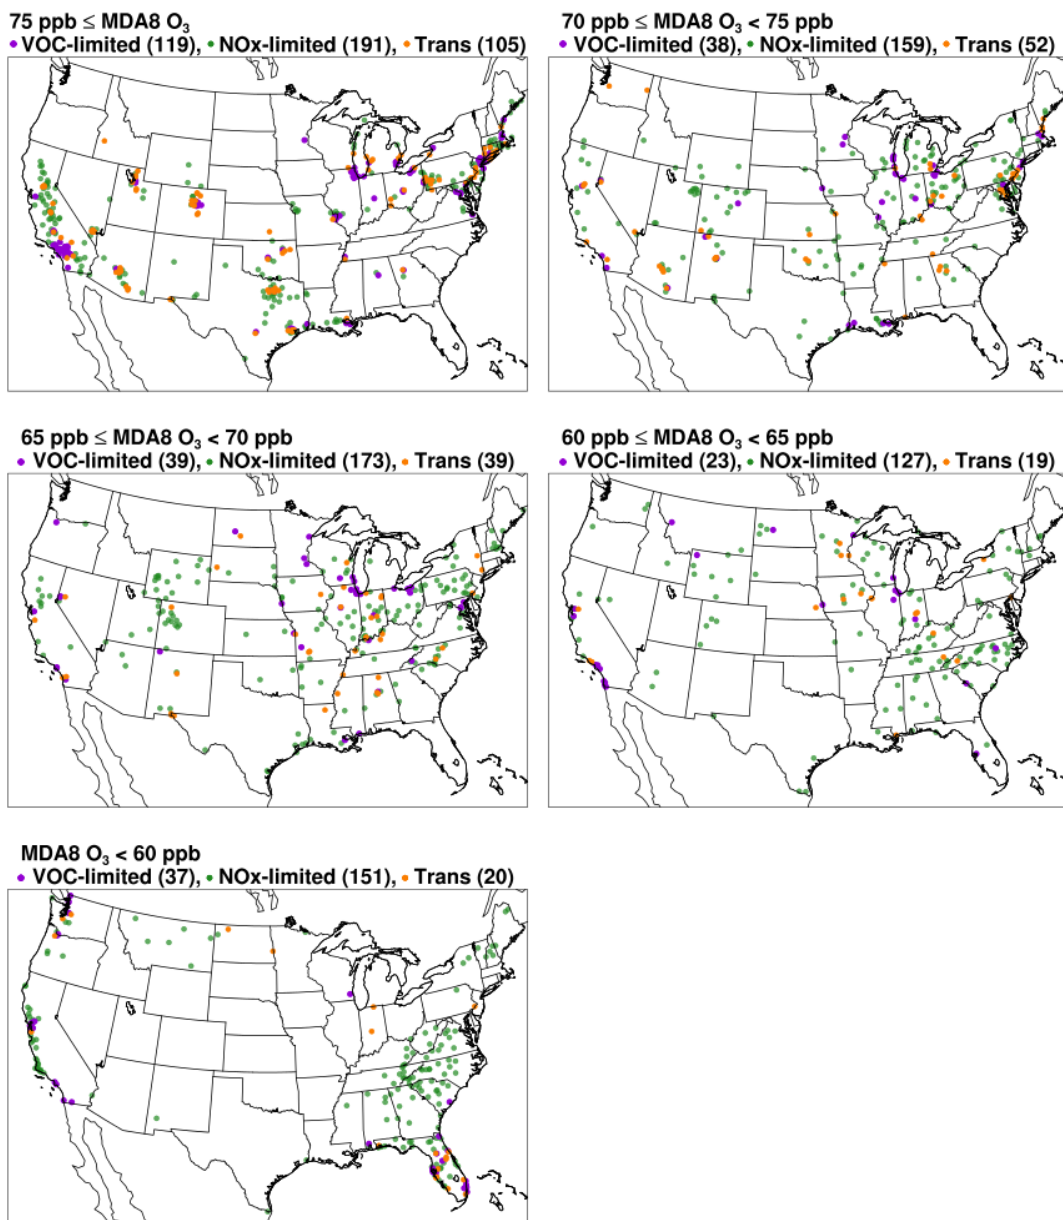 75 ppb ≤ MDA8 O₃
VOC-limited (119), NOx-limited (191), Trans (105)
70 ppb ≤ MDA8 O₃ < 75 ppb
VOC-limited (38), NOx-limited (159), Trans (52)
65 ppb ≤ MDA8 O₃ < 70 ppb
VOC-limited (39), NOx-limited (173), Trans (39)
60 ppb ≤ MDA8 O₃ < 65 ppb
VOC-limited (23), NOx-limited (127), Trans (19)
MDA8 O₃ < 60 ppb
VOC-limited (37), NOx-limited (151), Trans (20)